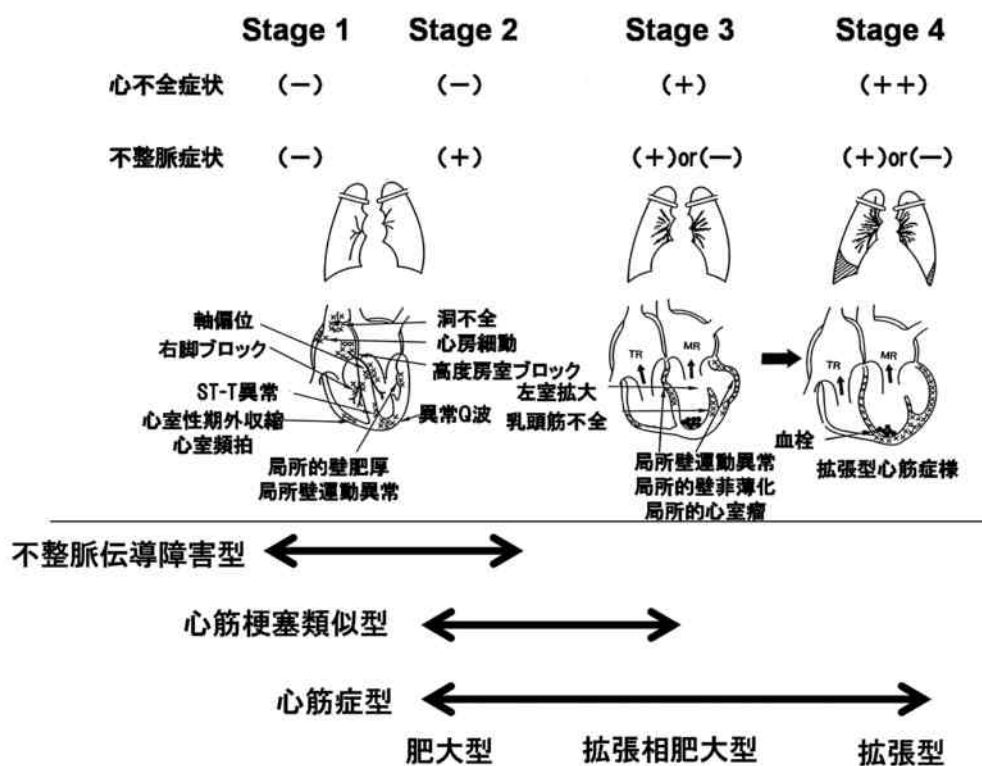 Stage 1 Stage 2 Stage 3 Stage 4
心不全症状 (−) (−) (+) (++)
不整脈症状 (−) (+) (+)or(−) (+)or(−)
軸偏位
右脚ブロック
ST-T異常
心室性期外収縮
心室頻拍
洞不全
心房細動
高度房室ブロック
異常Q波
局所的壁肥厚
局所壁運動異常
左室拡大
乳頭筋不全
TR
MR
局所壁運動異常
局所的壁菲薄化
局所的心室瘤
TR
MR
血栓
拡張型心筋症様
不整脈伝導障害型
心筋梗塞類似型
心筋症型
肥大型 拡張相肥大型 拡張型